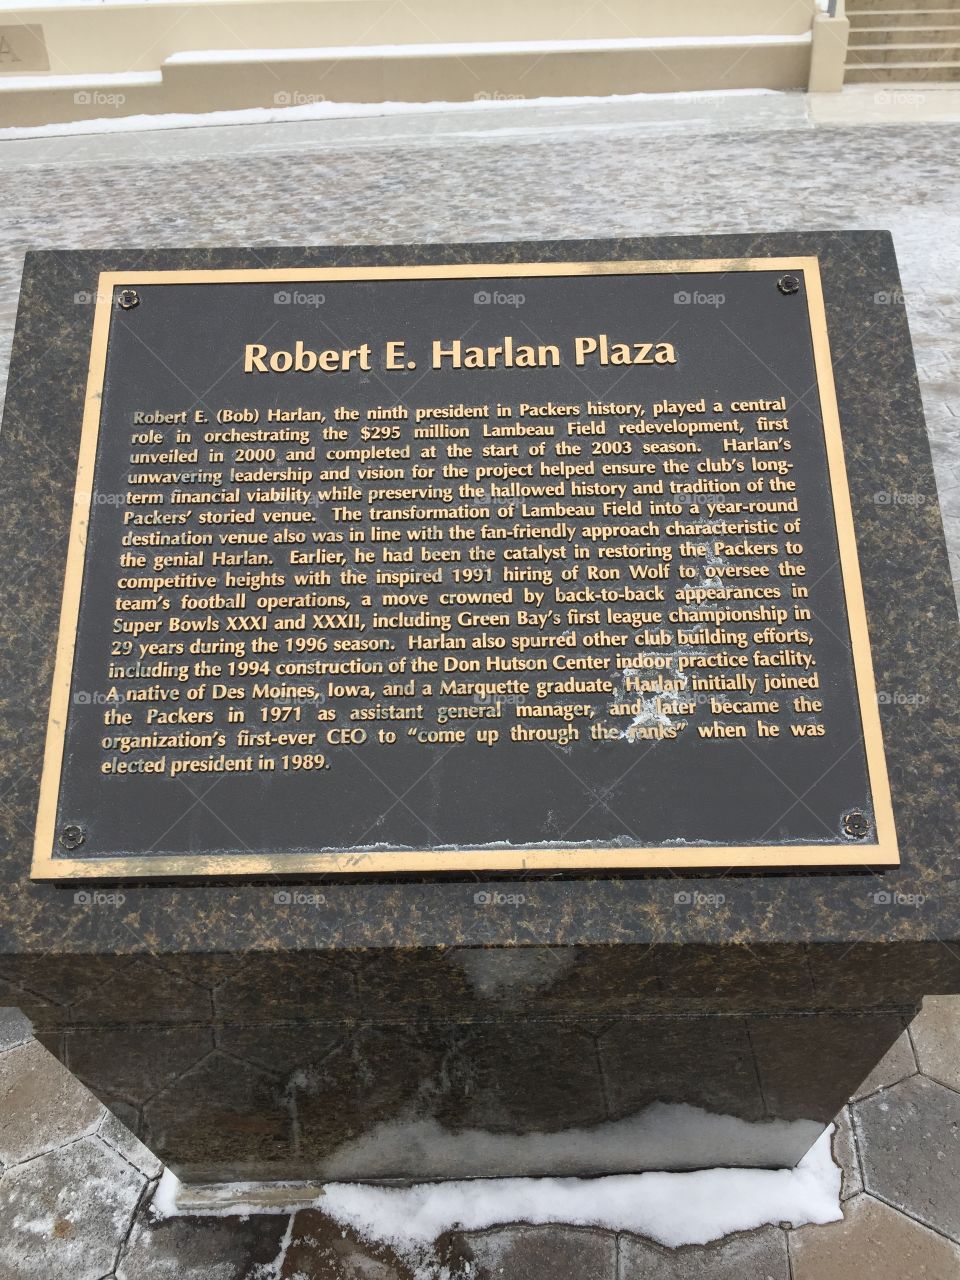 Robert E. Harlan Plaza
Robert E. (Bob) Harlan, the ninth president in Packers history, played a central
role in orchestrating the $295 million Lambeau Field redevelopment, first
unveiled in 2000 and completed at the start of the 2003 season. Harlan's
unwavering leadership and vision for the project helped ensure the club's long-
term financial viability while preserving the hallowed history and tradition of the
Packers' storied venue. The transformation of Lambeau Field into a year-round
destination venue also was in line with the fan-friendly approach characteristic of
the genial Harlan. Earlier, he had been the catalyst in restoring the Packers to
competitive heights with the inspired 1991 hiring of Ron Wolf to oversee the
team's football operations, a move crowned by back-to-back appearances in
Super Bowls XXXI and XXXII, including Green Bay's first league championship in
29 years during the 1996 season. Harlan also spurred other club building efforts,
including the 1994 construction of the Don Hutson Center indoor practice facility.
A native of Des Moines, Iowa, and a Marquette graduate, Harlan initially joined
the Packers in 1971 as assistant general manager, and later became the
organization's first-ever CEO to "come up through the ranks" when he was
elected president in 1989.